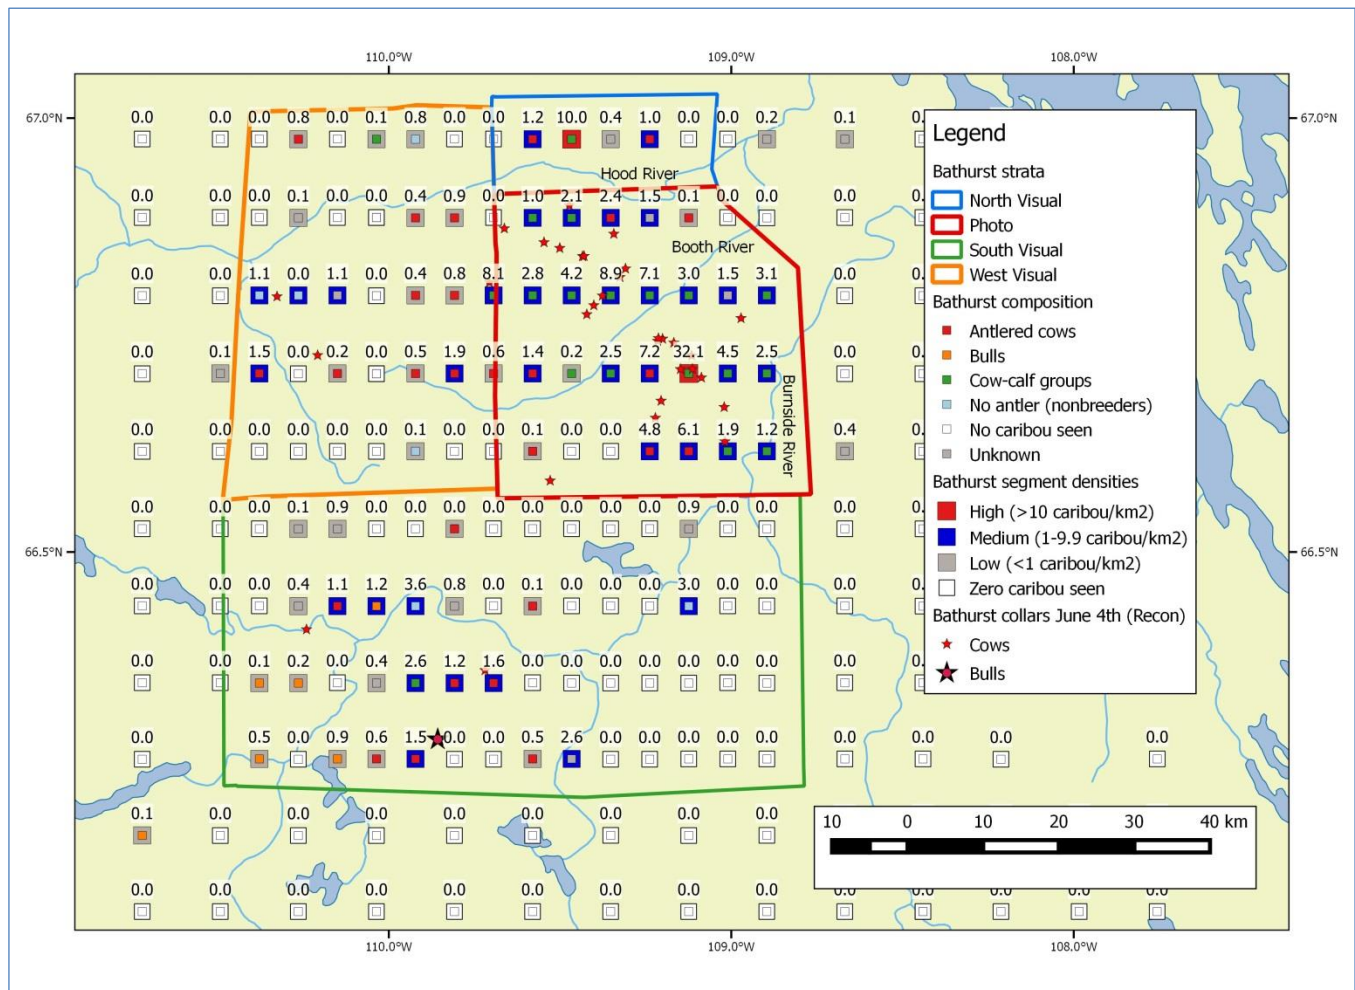 110.0°W 109.0°W 108.0°W
67.0°N 67.0°N
0.0 0.0 0.0 0.8 0.0 0.1 0.8 0.0 0.0 1.2 10.0 0.4 1.0 0.0 0.0 0.2 0.1
Hood River
0.0 0.0 0.0 0.1 0.0 0.4 0.9 0.0 1.0 2.1 2.4 1.5 0.1 0.0 0.0
Booth River
0.0 0.0 1.1 0.0 1.1 0.0 0.4 0.8 8.1 2.8 4.2 8.9 7.1 3.0 1.5 3.1 0.0
0.0 0.1 1.5 0.0 0.2 0.0 0.5 1.9 0.6 1.4 0.2 2.5 7.2 32.1 4.5 2.5 0.0
Burnside River
0.0 0.0 0.0 0.0 0.0 0.0 0.1 0.0 0.0 0.1 0.0 0.0 4.8 6.1 1.9 1.2 0.4
0.0 0.0 0.0 0.1 0.9 0.0 0.0 0.0 0.0 0.0 0.0 0.0 0.0 0.9 0.0 0.0 0.0
66.5°N 66.5°N
0.0 0.0 0.0 0.4 1.1 1.2 3.6 0.8 0.0 0.1 0.0 0.0 0.0 3.0 0.0 0.0 0.0
0.0 0.0 0.1 0.2 0.0 0.4 2.6 1.2 1.6 0.0 0.0 0.0 0.0 0.0 0.0 0.0 0.0
0.0 0.5 0.0 0.9 0.6 1.5 0.0 0.0 0.5 2.6 0.0 0.0 0.0 0.0 0.0 0.0 0.0 0.0
0.1 0.0 0.0 0.0 0.0 0.0 0.0 0.0 0.0
0.0 0.0 0.0 0.0 0.0 0.0 0.0 0.0 0.0 0.0 0.0 0.0 0.0 0.0
Legend
Bathurst strata
North Visual
Photo
South Visual
West Visual
Bathurst composition
Antlered cows
Bulls
Cow-calf groups
No antler (nonbreeders)
No caribou seen
Unknown
Bathurst segment densities
High (>10 caribou/km2)
Medium (1-9.9 caribou/km2)
Low (<1 caribou/km2)
Zero caribou seen
Bathurst collars June 4th (Recon)
Cows
Bulls
10 0 10 20 30 40 km
110.0°W 109.0°W 108.0°W